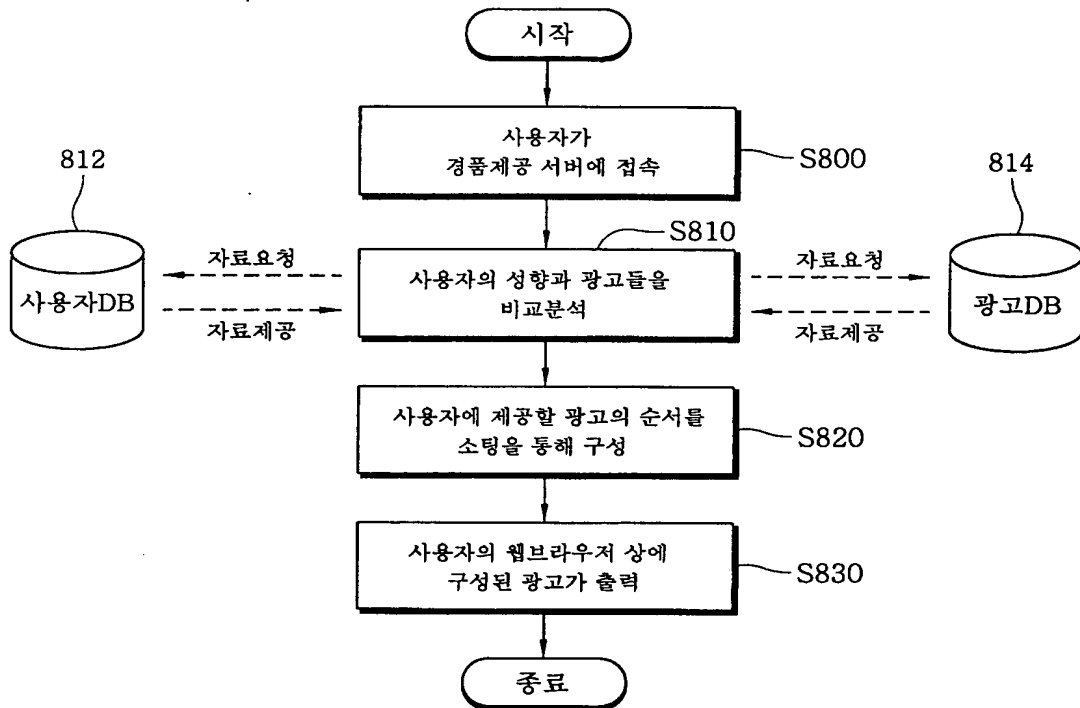 시작
사용자가
경품제공 서버에 접속
S800
812
814
S810
사용자DB
자료요청
자료제공
사용자의 성향과 광고들을
비교분석
자료요청
자료제공
광고DB
사용자에 제공할 광고의 순서를
소팅을 통해 구성
S820
사용자의 웹브라우저 상에
구성된 광고가 출력
S830
종료